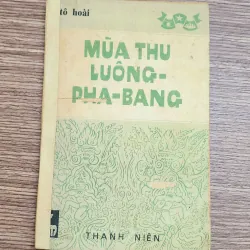 tô hoài
MÙA THU
LUÔNG-
PHA-BANG
THANH NIÊN